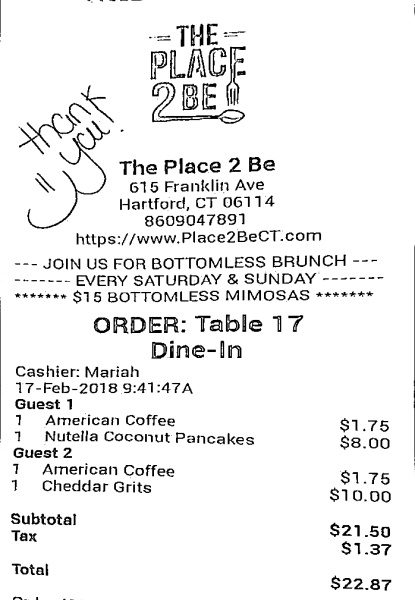 THE
PLACE
2 BE
thank
you!
The Place 2 Be
615 Franklin Ave
Hartford, CT 06114
8609047891
https://www.Place2BeCT.com
--- JOIN US FOR BOTTOMLESS BRUNCH ---
------- EVERY SATURDAY & SUNDAY -------
******* $15 BOTTOMLESS MIMOSAS *******
ORDER: Table 17
Dine-In
Cashier: Mariah
17-Feb-2018 9:41:47A
Guest 1
1 American Coffee $1.75
1 Nutella Coconut Pancakes $8.00
Guest 2
1 American Coffee $1.75
1 Cheddar Grits $10.00
Subtotal $21.50
Tax $1.37
Total $22.87